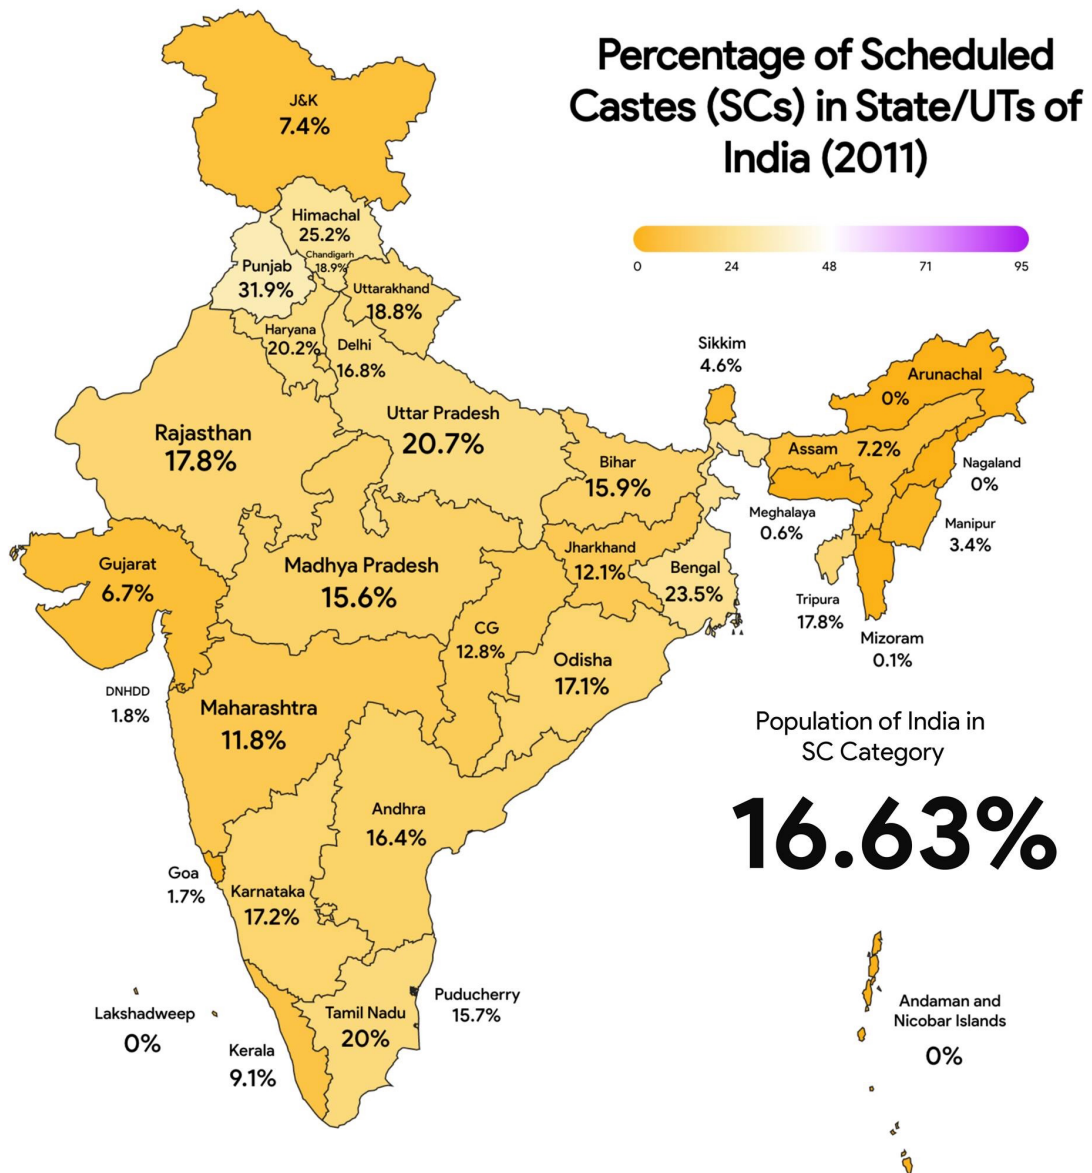 Percentage of Scheduled
Castes (SCs) in State/UTs of
India (2011)
0 24 48 71 95
J&K
7.4%
Himachal
25.2%
Chandigarh
18.9%
Punjab
31.9%
Uttarakhand
18.8%
Haryana
20.2%
Delhi
16.8%
Sikkim
4.6%
Arunachal
0%
Rajasthan
17.8%
Uttar Pradesh
20.7%
Bihar
15.9%
Assam 7.2%
Nagaland
0%
Meghalaya
0.6%
Manipur
3.4%
Gujarat
6.7%
Madhya Pradesh
15.6%
Jharkhand
12.1%
Bengal
23.5%
Tripura
17.8%
Mizoram
0.1%
CG
12.8%
Odisha
17.1%
DNHDD
1.8%
Maharashtra
11.8%
Population of India in
SC Category
16.63%
Andhra
16.4%
Goa
1.7%
Karnataka
17.2%
Lakshadweep
0%
Kerala
9.1%
Tamil Nadu
20%
Puducherry
15.7%
Andaman and
Nicobar Islands
0%